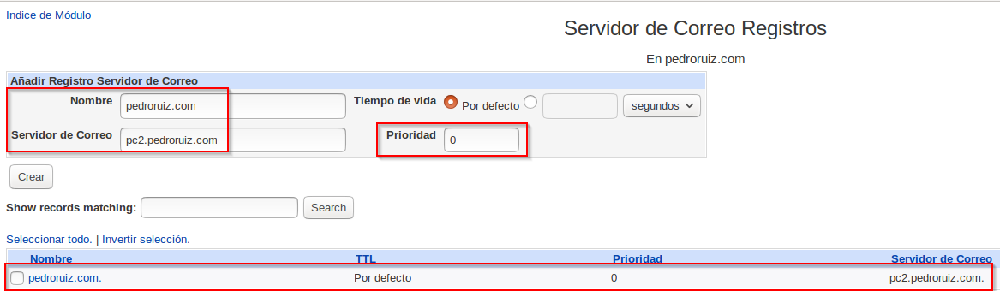 Indice de Módulo
Servidor de Correo Registros
En pedroruiz.com
Añadir Registro Servidor de Correo
Nombre pedroruiz.com Tiempo de vida Por defecto segundos
Servidor de Correo pc2.pedroruiz.com Prioridad 0
Crear
Show records matching: Search
Seleccionar todo. | Invertir selección.
Nombre TTL Prioridad Servidor de Correo
pedroruiz.com. Por defecto 0 pc2.pedroruiz.com.